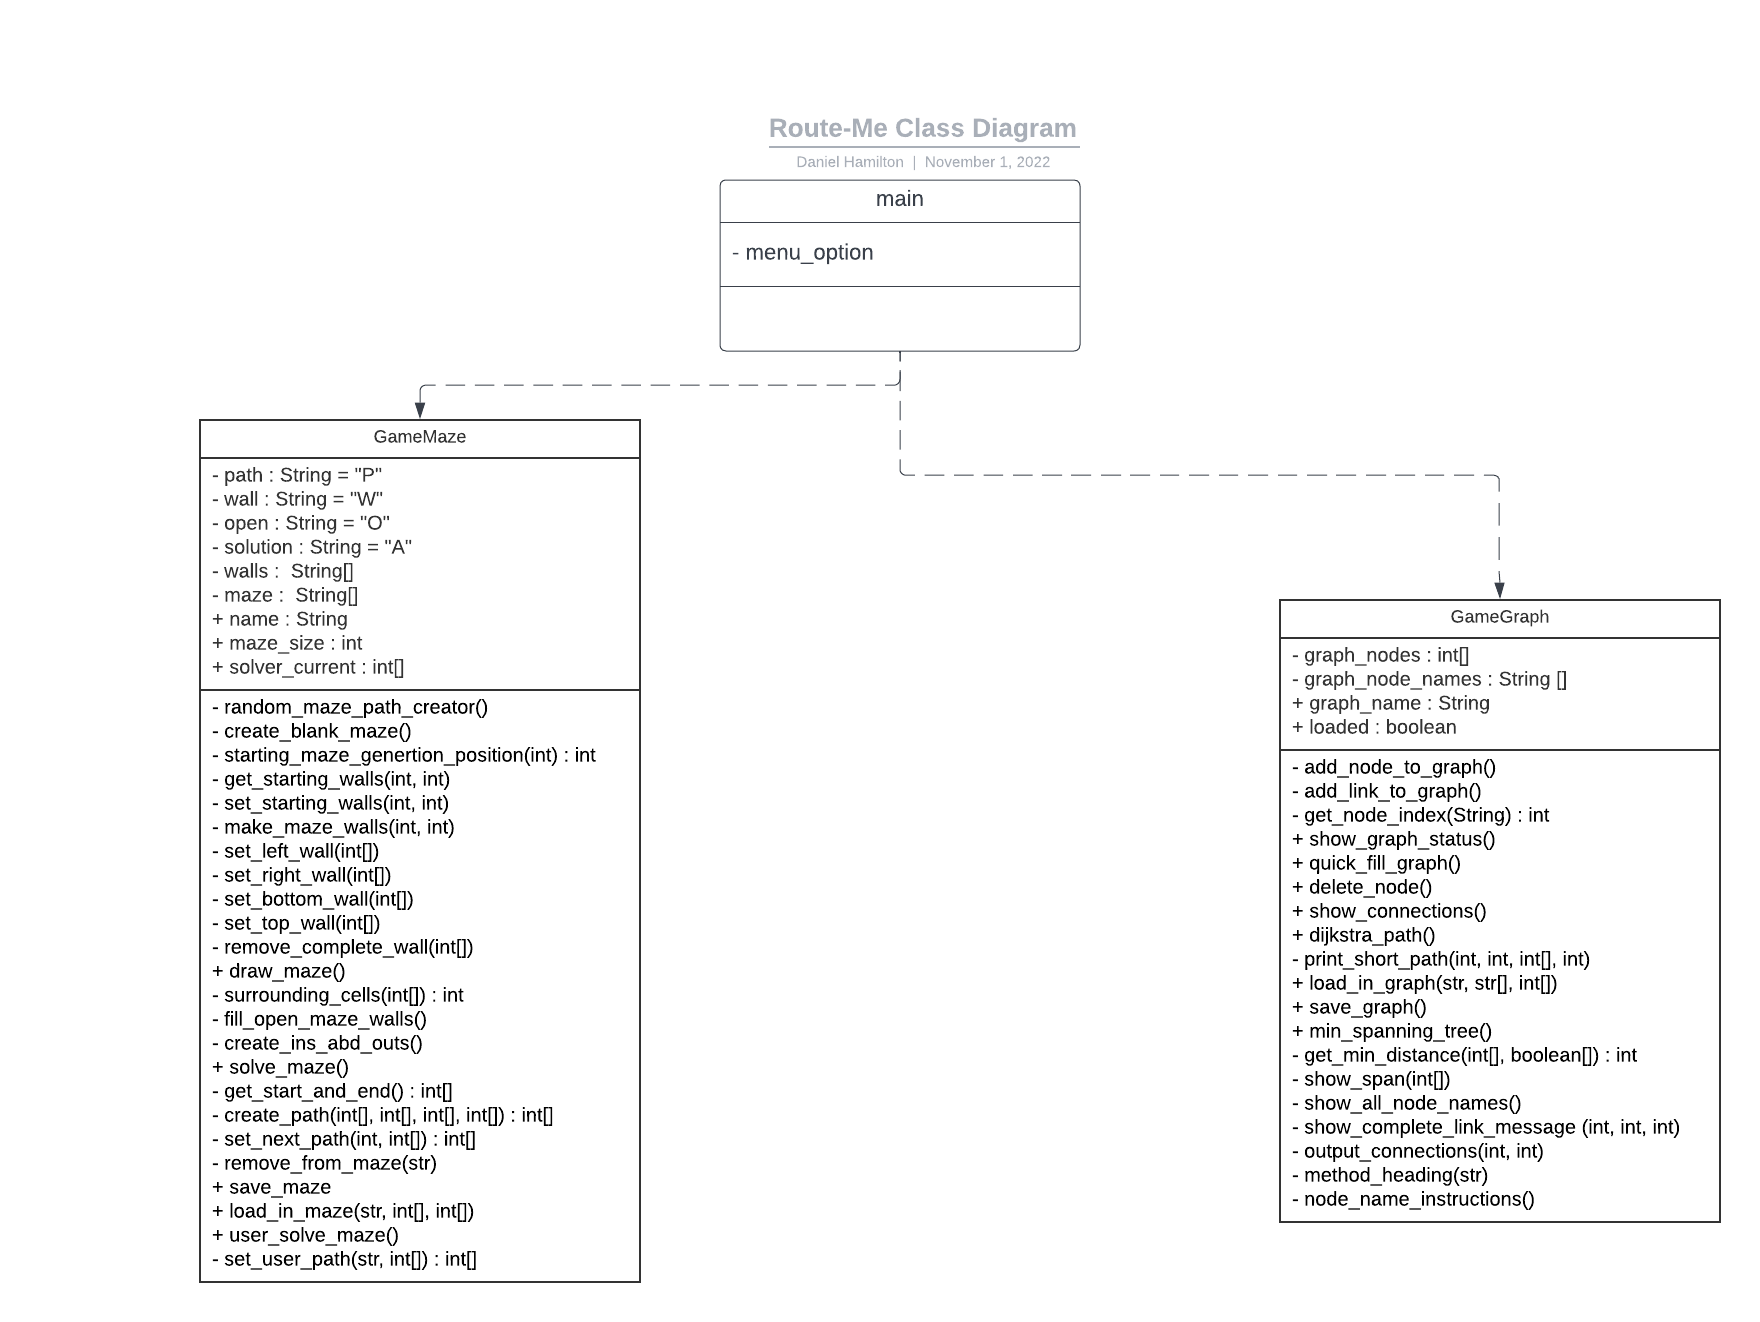 Route-Me Class Diagram
Daniel Hamilton | November 1, 2022
main
- menu_option
GameMaze
- path : String = "P"
- wall : String = "W"
- open : String = "O"
- solution : String = "A"
- walls :  String[]
- maze :  String[]
+ name : String
+ maze_size : int
+ solver_current : int[]
- random_maze_path_creator()
- create_blank_maze()
- starting_maze_genertion_position(int) : int
- get_starting_walls(int, int)
- set_starting_walls(int, int)
- make_maze_walls(int, int)
- set_left_wall(int[])
- set_right_wall(int[])
- set_bottom_wall(int[])
- set_top_wall(int[])
- remove_complete_wall(int[])
+ draw_maze()
- surrounding_cells(int[]) : int
- fill_open_maze_walls()
- create_ins_abd_outs()
+ solve_maze()
- get_start_and_end() : int[]
- create_path(int[], int[], int[], int[]) : int[]
- set_next_path(int, int[]) : int[]
- remove_from_maze(str)
+ save_maze
+ load_in_maze(str, int[], int[])
+ user_solve_maze()
- set_user_path(str, int[]) : int[]
GameGraph
- graph_nodes : int[]
- graph_node_names : String []
+ graph_name : String
+ loaded : boolean
- add_node_to_graph()
- add_link_to_graph()
- get_node_index(String) : int
+ show_graph_status()
+ quick_fill_graph()
+ delete_node()
+ show_connections()
+ dijkstra_path()
- print_short_path(int, int, int[], int)
+ load_in_graph(str, str[], int[])
+ save_graph()
+ min_spanning_tree()
- get_min_distance(int[], boolean[]) : int
- show_span(int[])
- show_all_node_names()
- show_complete_link_message (int, int, int)
- output_connections(int, int)
- method_heading(str)
- node_name_instructions()